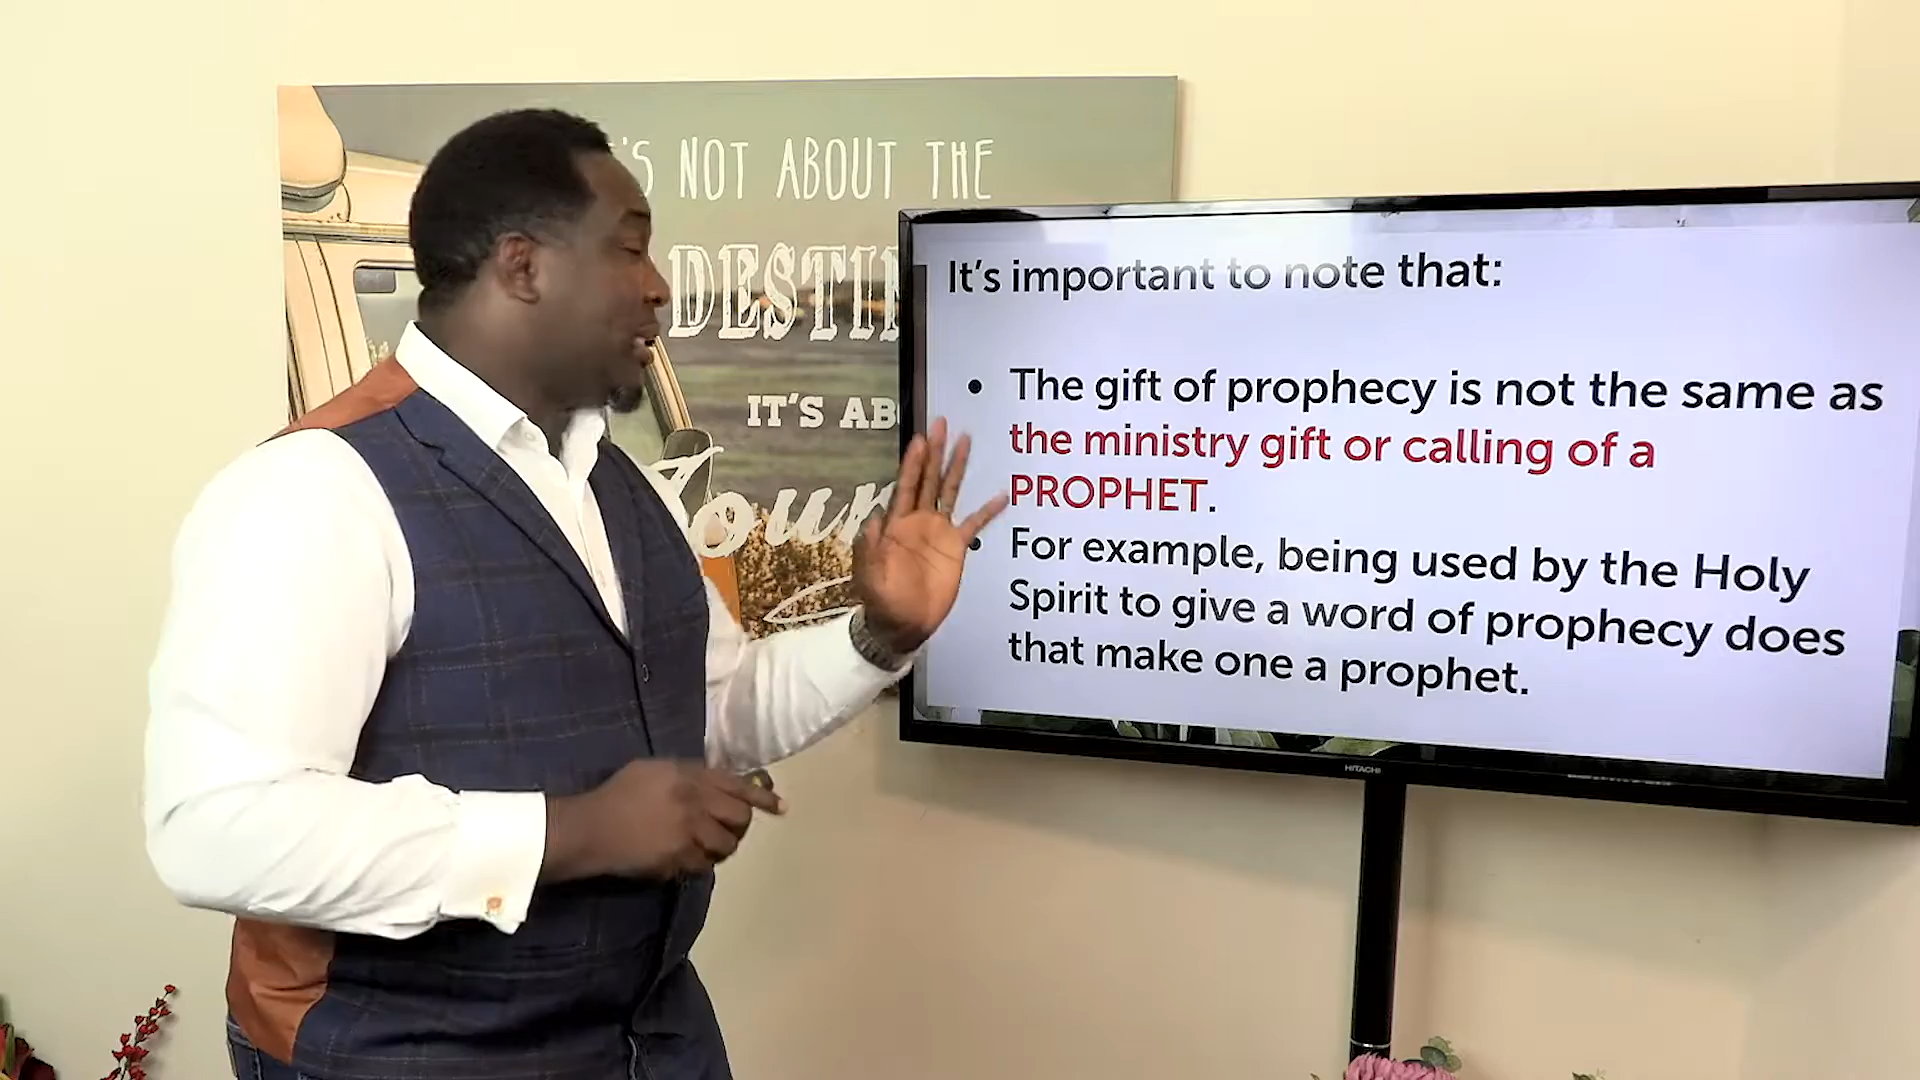 'S NOT ABOUT THE
DESTI
IT'S AB
Jour
It's important to note that:
• The gift of prophecy is not the same as
the ministry gift or calling of a
PROPHET.
• For example, being used by the Holy
Spirit to give a word of prophecy does
that make one a prophet.
HITACHI